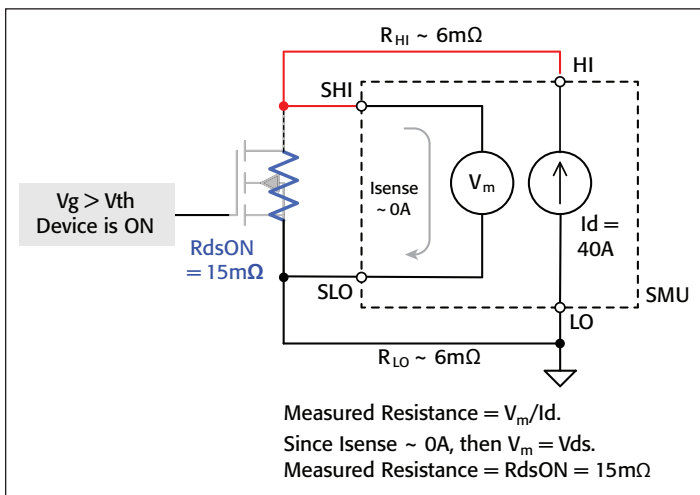 R_HI ~ 6mΩ
HI
SHI
Isense
~ 0A
V_m
Id =
40A
Vg > Vth
Device is ON
RdsON
= 15mΩ
SLO
SMU
LO
R_LO ~ 6mΩ
Measured Resistance = V_m/Id.
Since Isense ~ 0A, then V_m = Vds.
Measured Resistance = RdsON = 15mΩ